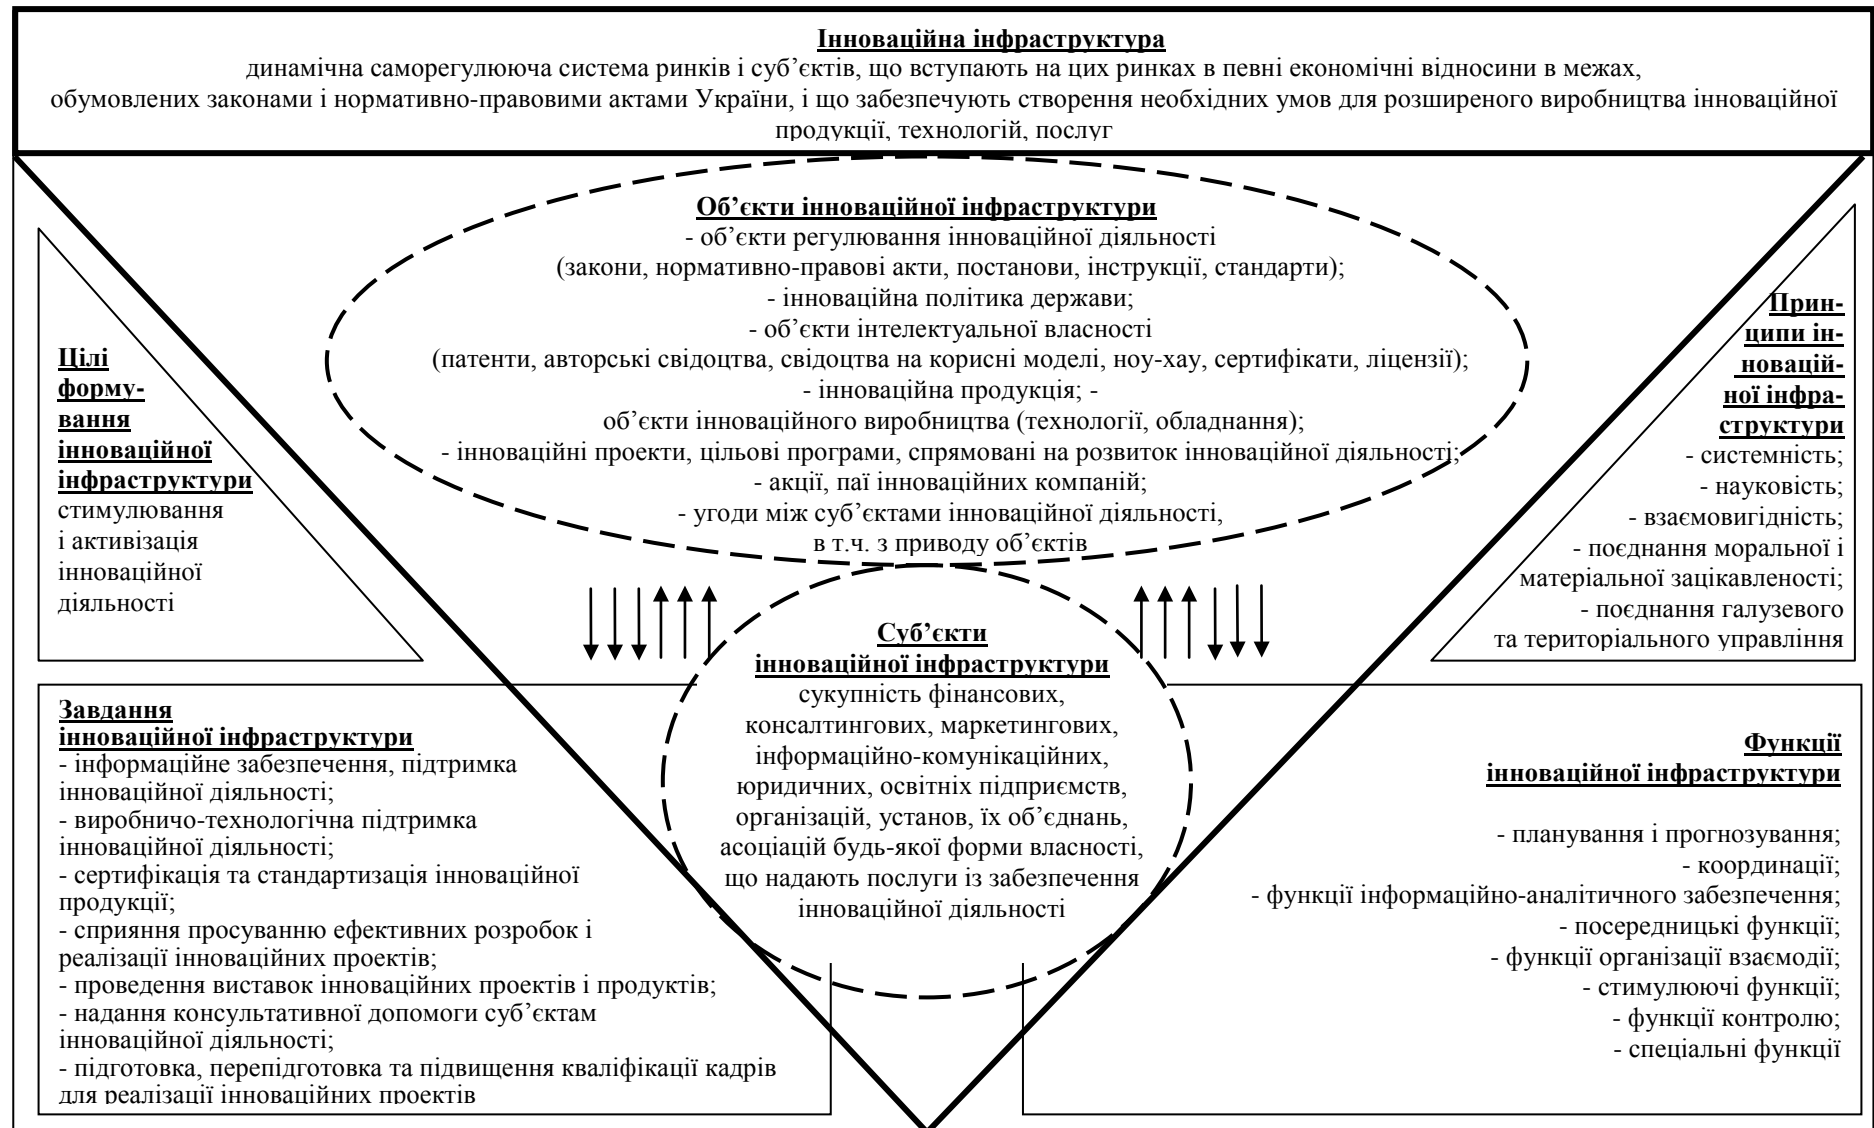 Інноваційна інфраструктура
динамічна саморегулююча система ринків і суб’єктів, що вступають на цих ринках в певні економічні відносини в межах,
обумовлених законами і нормативно-правовими актами України, і що забезпечують створення необхідних умов для розширеного виробництва інноваційної
продукції, технологій, послуг
Об’єкти інноваційної інфраструктури
- об’єкти регулювання інноваційної діяльності
(закони, нормативно-правові акти, постанови, інструкції, стандарти);
- інноваційна політика держави;
- об’єкти інтелектуальної власності
(патенти, авторські свідоцтва, свідоцтва на корисні моделі, ноу-хау, сертифікати, ліцензії);
- інноваційна продукція; -
об’єкти інноваційного виробництва (технології, обладнання);
- інноваційні проекти, цільові програми, спрямовані на розвиток інноваційної діяльності;
- акції, паї інноваційних компаній;
- угоди між суб’єктами інноваційної діяльності,
в т.ч. з приводу об’єктів
Цілі
форму-
вання
інноваційної
інфраструктури
стимулювання
і активізація
інноваційної
діяльності
Прин-
ципи ін-
новацій-
ної інфра-
структури
- системність;
- науковість;
- взаємовигідність;
- поєднання моральної і
матеріальної зацікавленості;
- поєднання галузевого
та територіального управління
Суб’єкти
інноваційної інфраструктури
сукупність фінансових,
консалтингових, маркетингових,
інформаційно-комунікаційних,
юридичних, освітніх підприємств,
організацій, установ, їх об’єднань,
асоціацій будь-якої форми власності,
що надають послуги із забезпечення
інноваційної діяльності
Завдання
інноваційної інфраструктури
- інформаційне забезпечення, підтримка
інноваційної діяльності;
- виробничо-технологічна підтримка
інноваційної діяльності;
- сертифікація та стандартизація інноваційної
продукції;
- сприяння просуванню ефективних розробок і
реалізації інноваційних проектів;
- проведення виставок інноваційних проектів і продуктів;
- надання консультативної допомоги суб’єктам
інноваційної діяльності;
- підготовка, перепідготовка та підвищення кваліфікації кадрів
для реалізації інноваційних проектів
Функції
інноваційної інфраструктури
- планування і прогнозування;
- координації;
- функції інформаційно-аналітичного забезпечення;
- посередницькі функції;
- функції організації взаємодії;
- стимулюючі функції;
- функції контролю;
- спеціальні функції